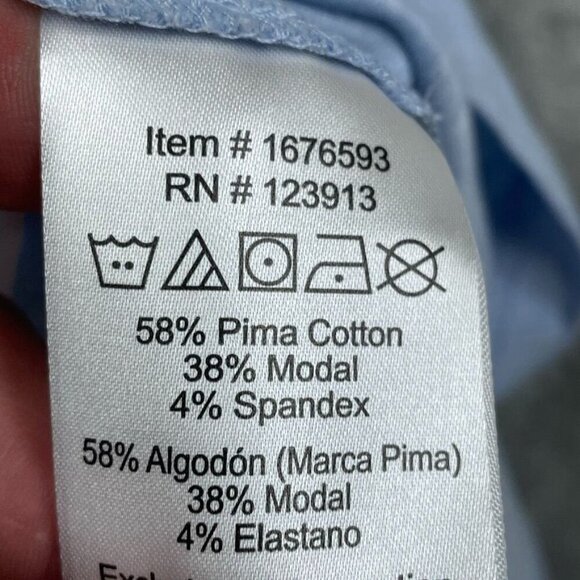 Item # 1676593
RN # 123913
58% Pima Cotton
38% Modal
4% Spandex
58% Algodón (Marca Pima)
38% Modal
4% Elastano